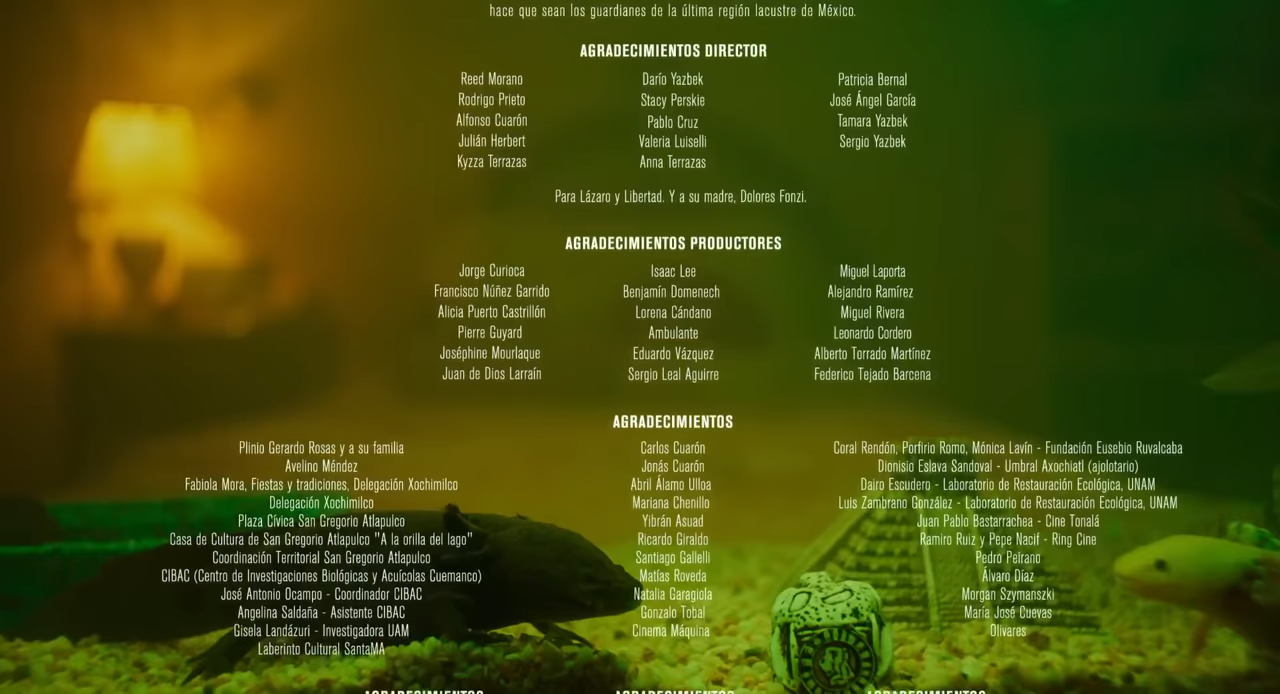 hace que sean los guardianes de la última región lacustre de México.
AGRADECIMIENTOS DIRECTOR
Reed Morano
Rodrigo Prieto
Alfonso Cuarón
Julián Herbert
Kyzza Terrazas
Darío Yazbek
Stacy Perskie
Pablo Cruz
Valeria Luiselli
Anna Terrazas
Patricia Bernal
José Ángel García
Tamara Yazbek
Sergio Yazbek
Para Lázaro y Libertad. Y a su madre, Dolores Fonzi.
AGRADECIMIENTOS PRODUCTORES
Jorge Curioca
Francisco Núñez Garrido
Alicia Puerto Castrillón
Pierre Guyard
Joséphine Mourlaque
Juan de Dios Larraín
Isaac Lee
Benjamín Domenech
Lorena Cándano
Ambulante
Eduardo Vázquez
Sergio Leal Aguirre
Miguel Laporta
Alejandro Ramírez
Miguel Rivera
Leonardo Cordero
Alberto Torrado Martínez
Federico Tejado Barcena
AGRADECIMIENTOS
Plinio Gerardo Rosas y a su familia
Avelino Méndez
Fabiola Mora, Fiestas y tradiciones, Delegación Xochimilco
Delegación Xochimilco
Plaza Cívica San Gregorio Atlapulco
Casa de Cultura de San Gregorio Atlapulco "A la orilla del lago"
Coordinación Territorial San Gregorio Atlapulco
CIBAC (Centro de Investigaciones Biológicas y Acuícolas Cuemanco)
José Antonio Ocampo - Coordinador CIBAC
Angelina Saldaña - Asistente CIBAC
Gisela Landázuri - Investigadora UAM
Laberinto Cultural SantaMA
Carlos Cuarón
Jonás Cuarón
Abril Álamo Ulloa
Mariana Chenillo
Yibrán Asuad
Ricardo Giraldo
Santiago Gallelli
Matías Roveda
Natalia Garagiola
Gonzalo Tobal
Cinema Máquina
Coral Rendón, Porfirio Romo, Mónica Lavín - Fundación Eusebio Ruvalcaba
Dionisio Eslava Sandoval - Umbral Axochiatl (ajolotario)
Dairo Escudero - Laboratorio de Restauración Ecológica, UNAM
Luis Zambrano González - Laboratorio de Restauración Ecológica, UNAM
Juan Pablo Bastarrachea - Cine Tonalá
Ramiro Ruiz y Pepe Nacif - Ring Cine
Pedro Peirano
Álvaro Díaz
Morgan Szymanszki
María José Cuevas
Olivares
AGRADECIMIENTOS
AGRADECIMIENTOS
AGRADECIMIENTOS